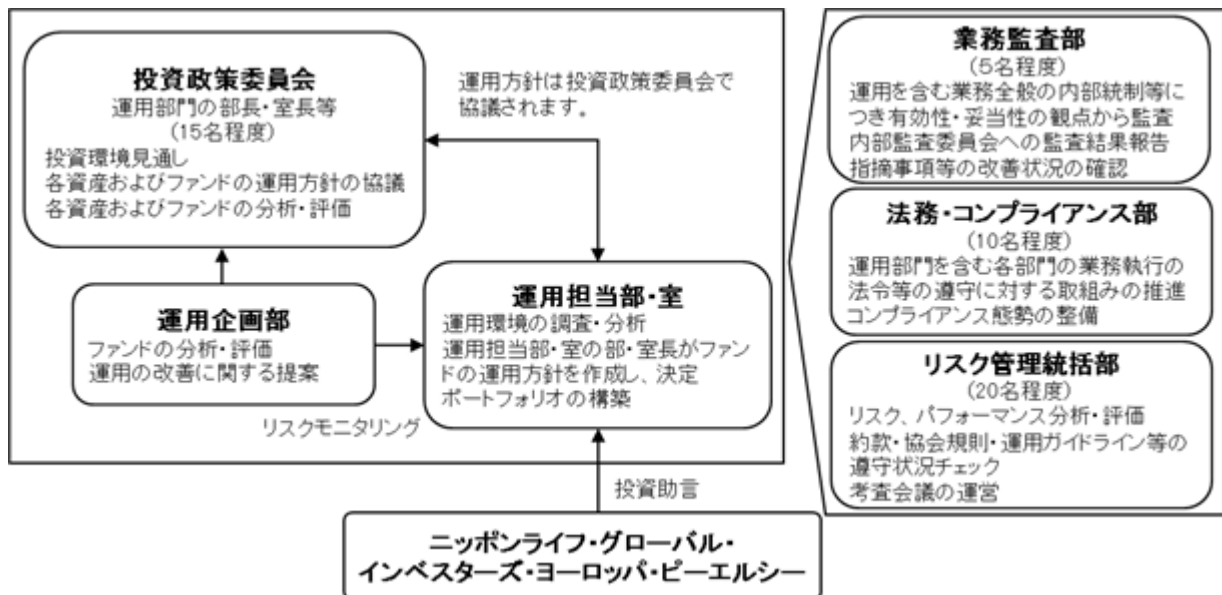 投資政策委員会
運用部門の部長・室長等
(15名程度)
投資環境見通し
各資産およびファンドの運用方針の協議
各資産およびファンドの分析・評価
運用方針は投資政策委員会で
協議されます。
運用企画部
ファンドの分析・評価
運用の改善に関する提案
リスクモニタリング
運用担当部・室
運用環境の調査・分析
運用担当部・室の部・室長がファン
ドの運用方針を作成し、決定
ポートフォリオの構築
投資助言
ニッポンライフ・グローバル・
インベスターズ・ヨーロッパ・ピーエルシー
業務監査部
(5名程度)
運用を含む業務全般の内部統制等に
つき有効性・妥当性の観点から監査
内部監査委員会への監査結果報告
指摘事項等の改善状況の確認
法務・コンプライアンス部
(10名程度)
運用部門を含む各部門の業務執行の
法令等の遵守に対する取組みの推進
コンプライアンス態勢の整備
リスク管理統括部
(20名程度)
リスク、パフォーマンス分析・評価
約款・協会規則・運用ガイドライン等の
遵守状況チェック
考査会議の運営